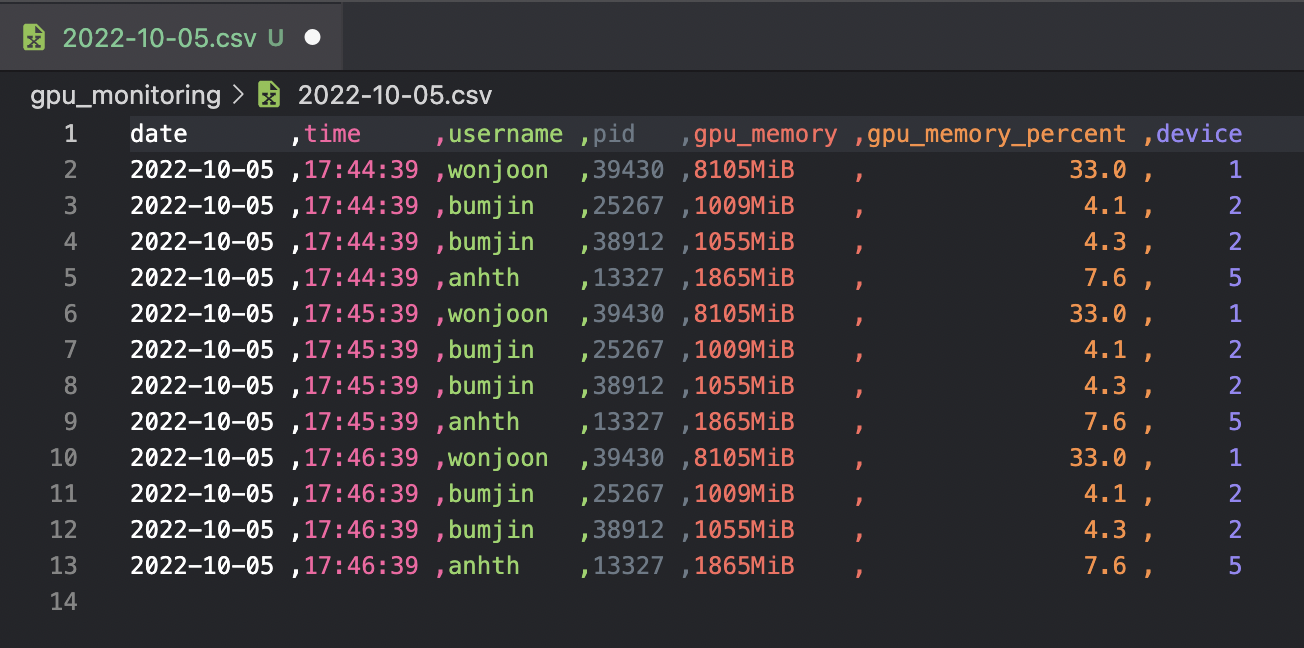 2022-10-05.csv U
gpu_monitoring > 2022-10-05.csv
1 date ,time ,username ,pid ,gpu_memory ,gpu_memory_percent ,device
2 2022-10-05 ,17:44:39 ,wonjoon ,39430 ,8105MiB , 33.0 , 1
3 2022-10-05 ,17:44:39 ,bumjin ,25267 ,1009MiB , 4.1 , 2
4 2022-10-05 ,17:44:39 ,bumjin ,38912 ,1055MiB , 4.3 , 2
5 2022-10-05 ,17:44:39 ,anhth ,13327 ,1865MiB , 7.6 , 5
6 2022-10-05 ,17:45:39 ,wonjoon ,39430 ,8105MiB , 33.0 , 1
7 2022-10-05 ,17:45:39 ,bumjin ,25267 ,1009MiB , 4.1 , 2
8 2022-10-05 ,17:45:39 ,bumjin ,38912 ,1055MiB , 4.3 , 2
9 2022-10-05 ,17:45:39 ,anhth ,13327 ,1865MiB , 7.6 , 5
10 2022-10-05 ,17:46:39 ,wonjoon ,39430 ,8105MiB , 33.0 , 1
11 2022-10-05 ,17:46:39 ,bumjin ,25267 ,1009MiB , 4.1 , 2
12 2022-10-05 ,17:46:39 ,bumjin ,38912 ,1055MiB , 4.3 , 2
13 2022-10-05 ,17:46:39 ,anhth ,13327 ,1865MiB , 7.6 , 5
14